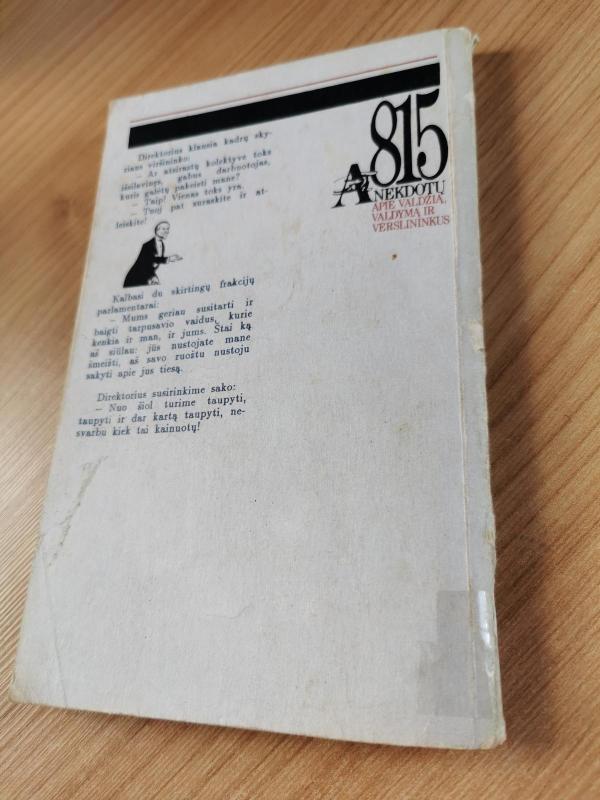 815
ANEKDOTŲ
APIE VALDŽIĄ,
VALDYMĄ IR
VERSLININKUS
Direktorius klausia kadrų sky-
riaus viršininko:
— Ar atsirastų kolektyve toks
išsilavinęs, gabus darbuotojas,
kuris galėtų pakeisti mane?
— Taip! Vienas toks yra.
— Tuoj pat suraskite ir at-
leiskite!
Kalbasi du skirtingų frakcijų
parlamentarai:
— Mums geriau susitarti ir
baigti tarpusavio vaidus, kurie
kenkia ir man, ir jums. Štai ką
aš siūlau: jūs nustojate mane
šmeižti, aš savo ruoštu nustoju
sakyti apie jus tiesą.
Direktorius susirinkime sako:
— Nuo šiol turime taupyti,
taupyti ir dar kartą taupyti, ne-
svarbu kiek tai kainuotų!